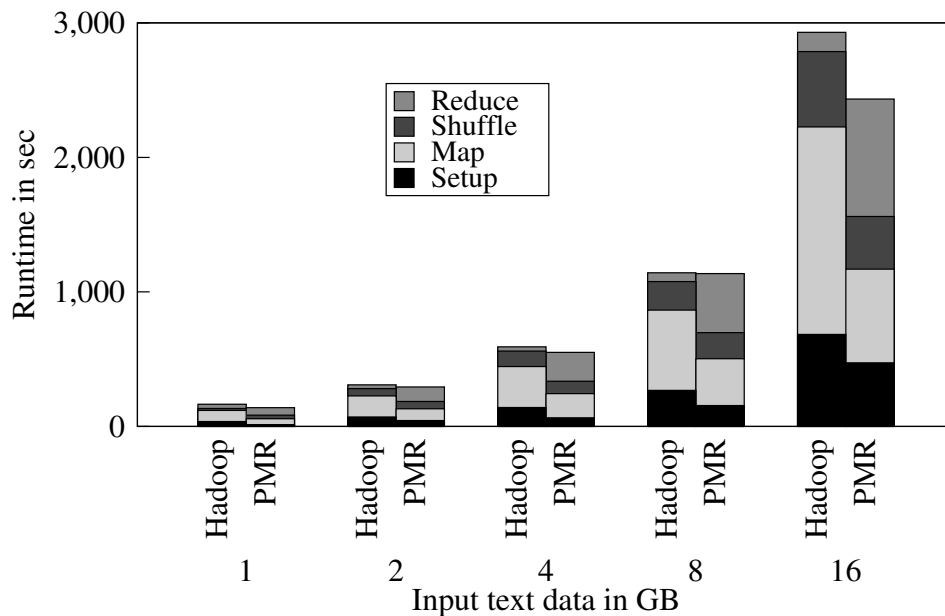 3,000
2,000
1,000
0
Runtime in sec
Reduce
Shuffle
Map
Setup
Hadoop PMR Hadoop PMR Hadoop PMR Hadoop PMR Hadoop PMR
1 2 4 8 16
Input text data in GB